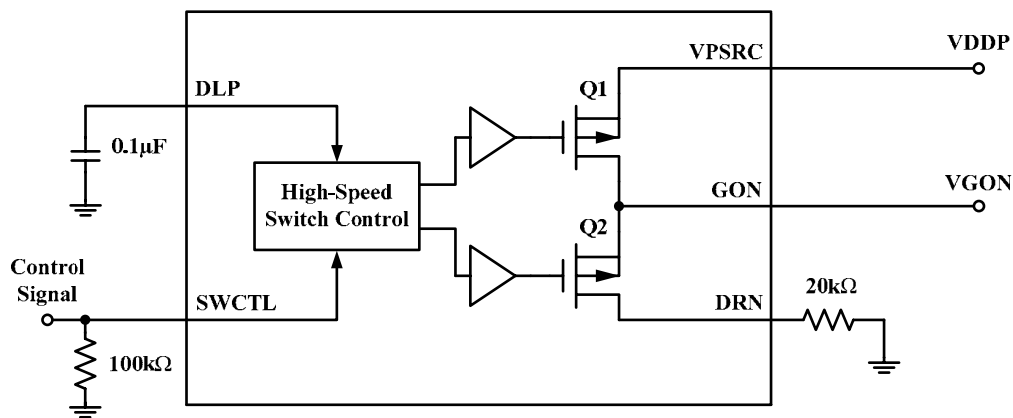 VPSRC
VDDP
DLP
Q1
0.1μF
High-Speed
Switch Control
GON
VGON
Q2
Control
Signal
SWCTL
DRN
20kΩ
100kΩ